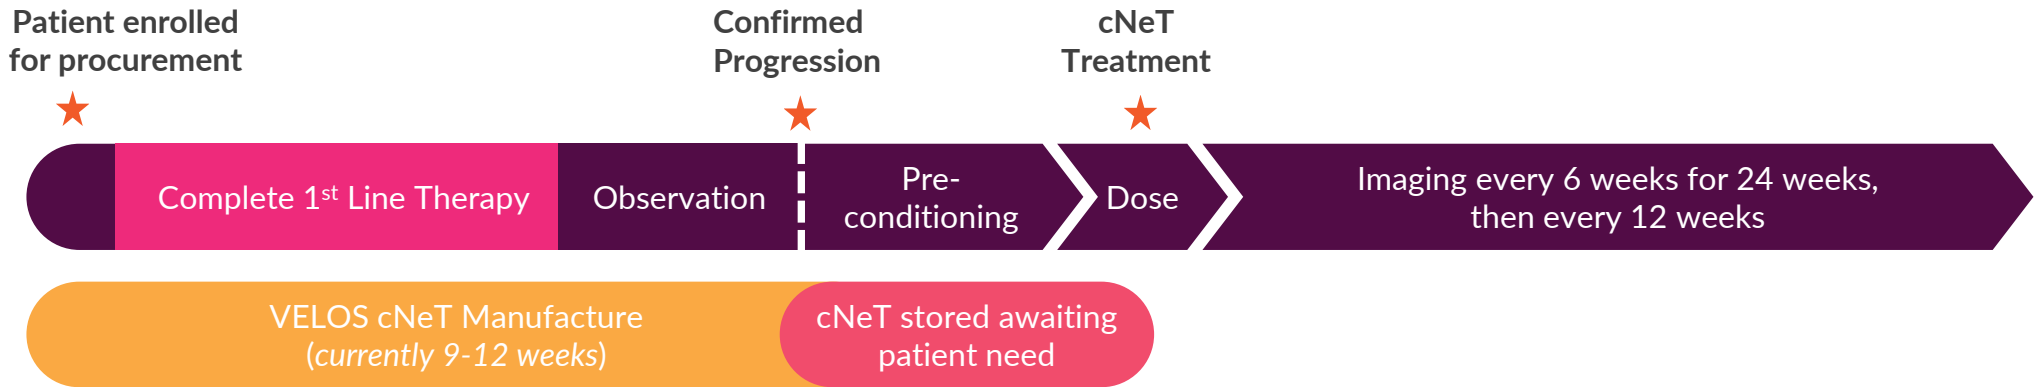 Patient enrolled
for procurement
Confirmed
Progression
cNeT
Treatment
Complete 1st Line Therapy
Observation
Pre-
conditioning
Dose
Imaging every 6 weeks for 24 weeks,
then every 12 weeks
VELOS cNeT Manufacture
(currently 9-12 weeks)
cNeT stored awaiting
patient need